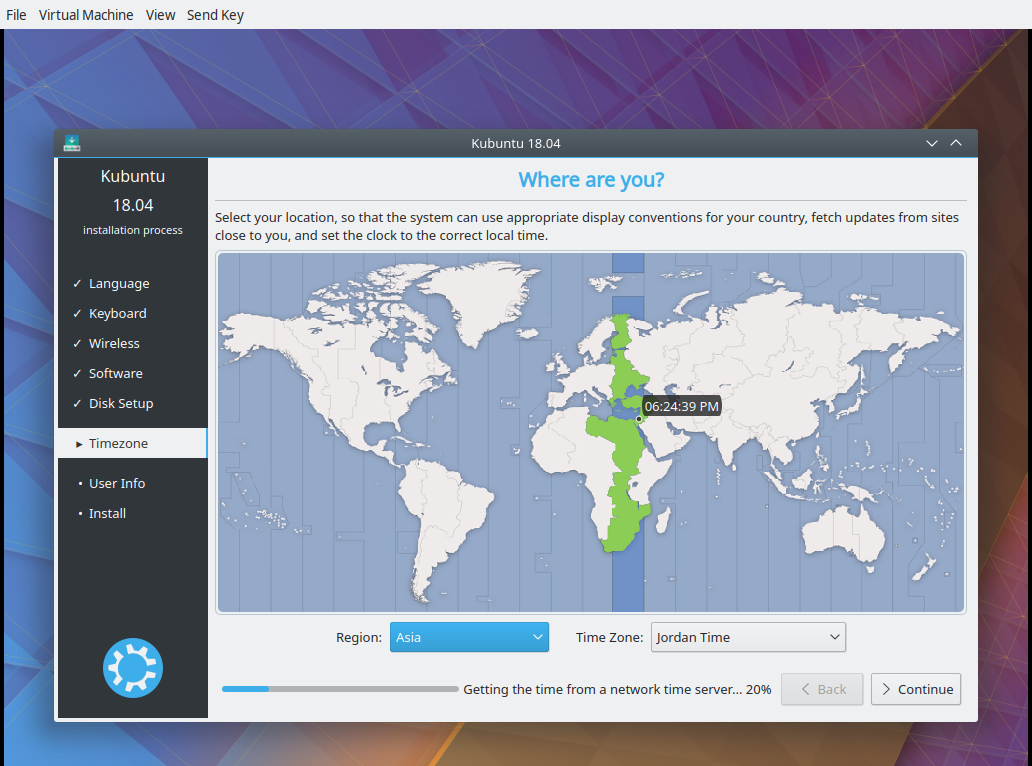 File Virtual Machine View Send Key
Kubuntu 18.04
Kubuntu
18.04
installation process
✓ Language
✓ Keyboard
✓ Wireless
✓ Software
✓ Disk Setup
▸ Timezone
• User Info
• Install
Where are you?
Select your location, so that the system can use appropriate display conventions for your country, fetch updates from sites
close to you, and set the clock to the correct local time.
06:24:39 PM
Region: Asia Time Zone: Jordan Time
Getting the time from a network time server... 20% Back Continue